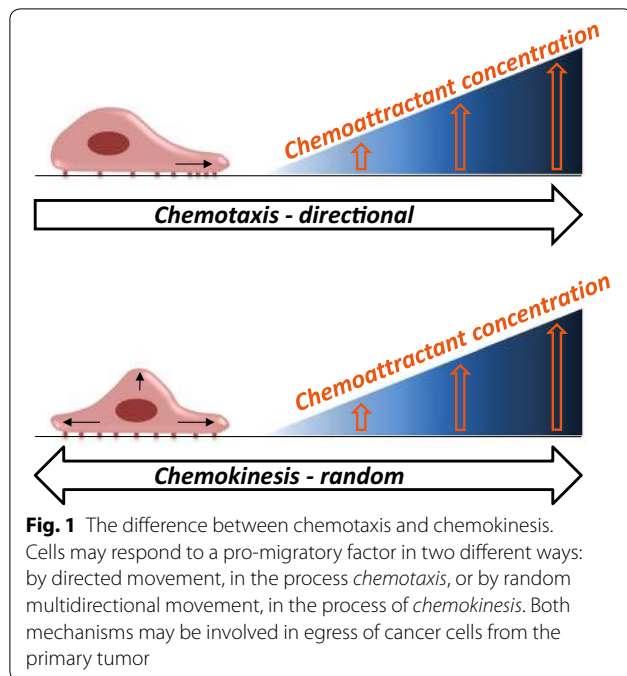 Chemoattractant concentration
Chemotaxis - directional
Chemoattractant concentration
Chemokinesis - random
Fig. 1 The difference between chemotaxis and chemokinesis.
Cells may respond to a pro-migratory factor in two different ways:
by directed movement, in the process chemotaxis, or by random
multidirectional movement, in the process of chemokinesis. Both
mechanisms may be involved in egress of cancer cells from the
primary tumor